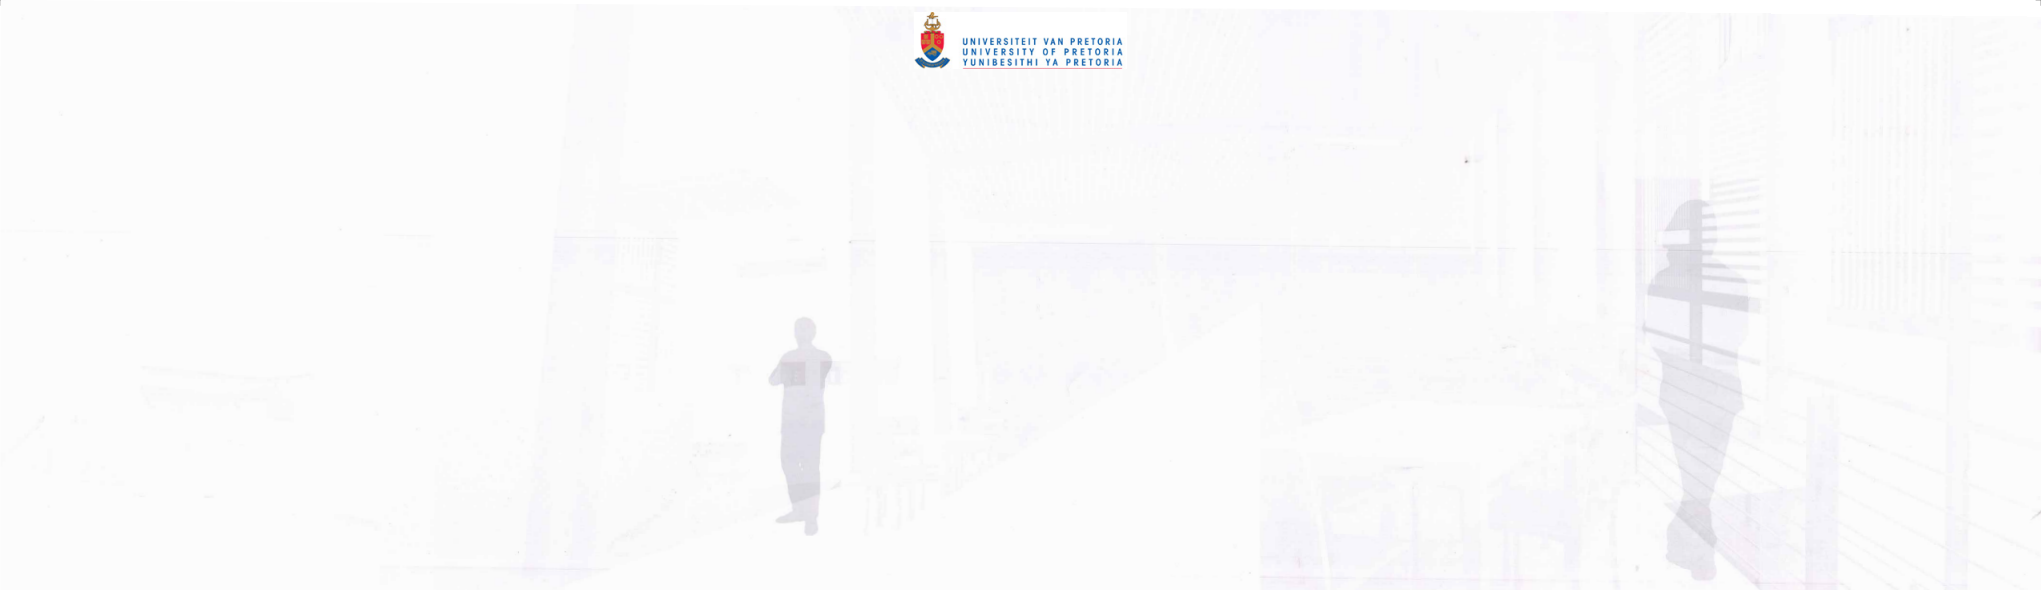 UNIVERSITEIT VAN PRETORIA
UNIVERSITY OF PRETORIA
YUNIBESITHI YA PRETORIA